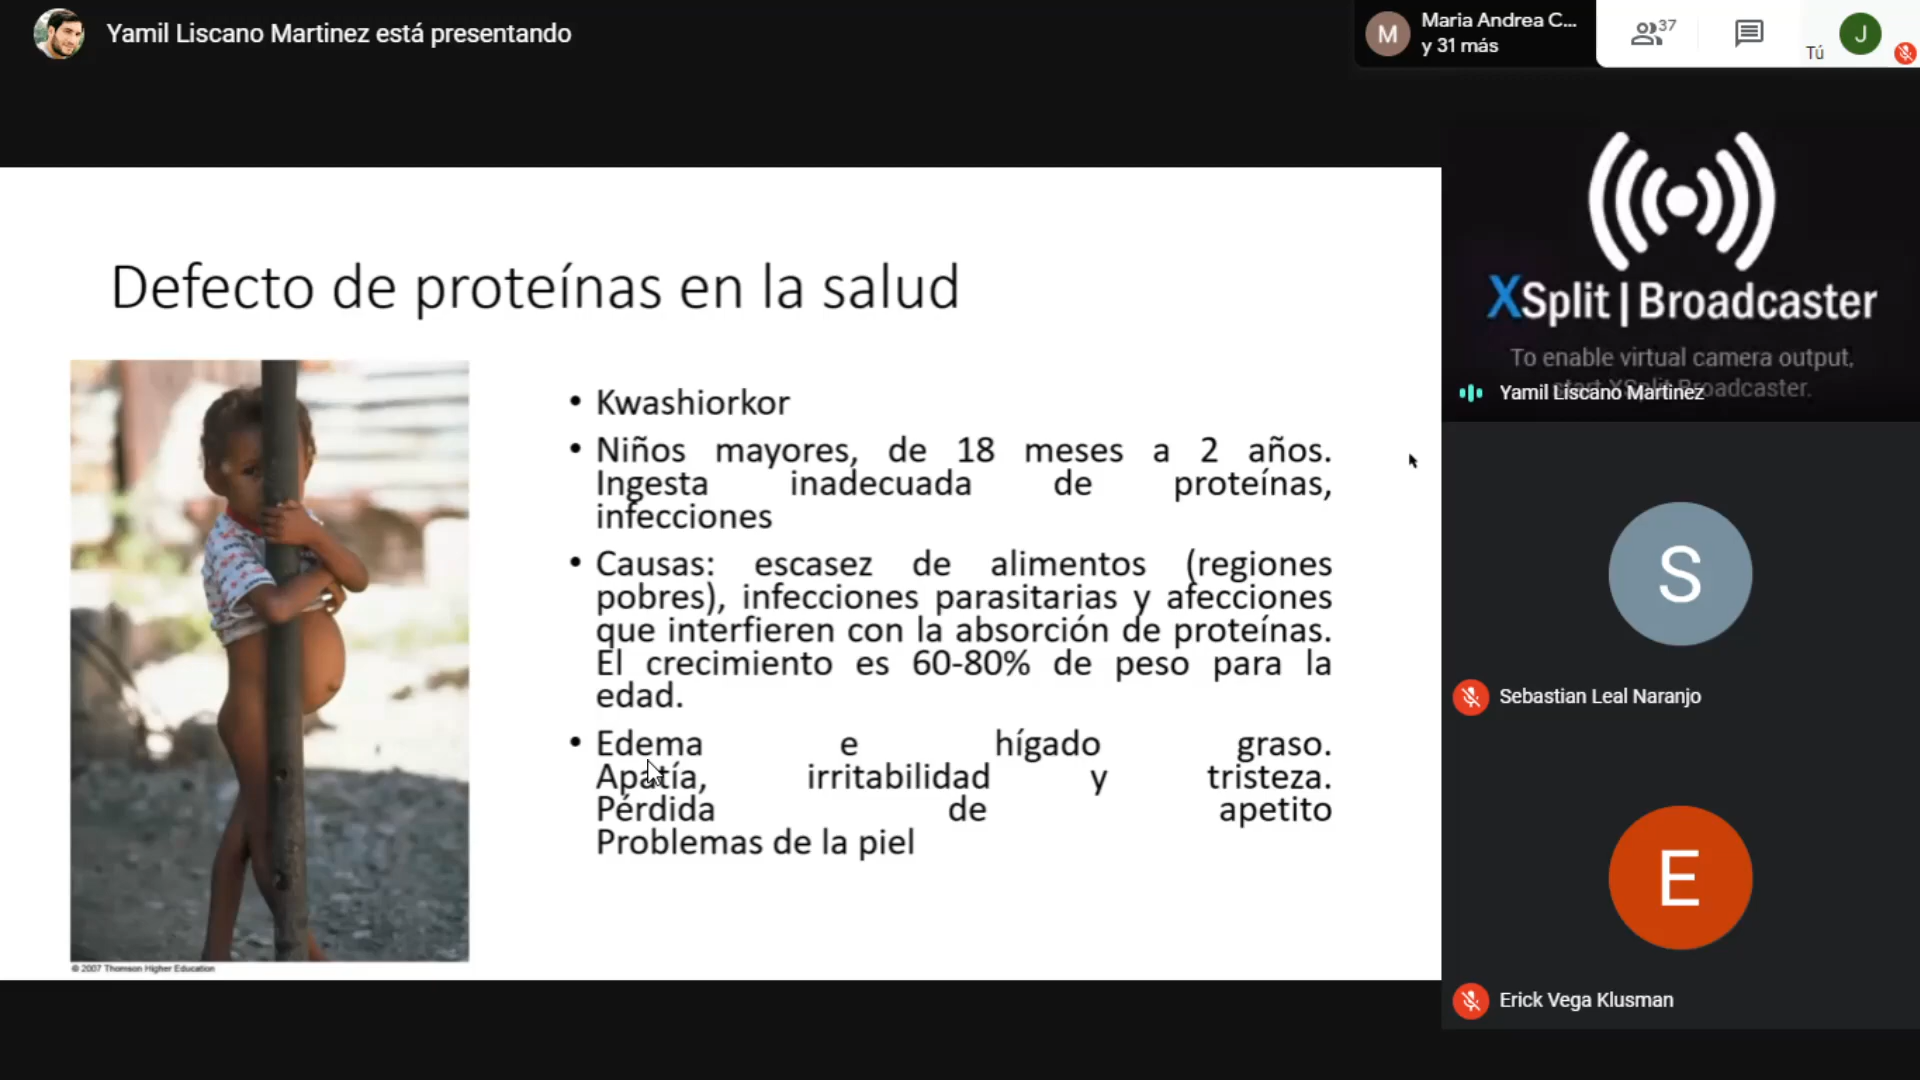 Yamil Liscano Martinez está presentando
M
Maria Andrea C...
y 31 más
37
Tú
J
Defecto de proteínas en la salud
• Kwashiorkor
• Niños mayores, de 18 meses a 2 años.
Ingesta inadecuada de proteínas,
infecciones
• Causas: escasez de alimentos (regiones
pobres), infecciones parasitarias y afecciones
que interfieren con la absorción de proteínas.
El crecimiento es 60-80% de peso para la
edad.
• Edema e hígado graso.
Apatía, irritabilidad y tristeza.
Pérdida de apetito
Problemas de la piel
© 2007 Thomson Higher Education
XSplit | Broadcaster
To enable virtual camera output,
start XSplit Broadcaster.
Yamil Liscano Martinez
S
Sebastian Leal Naranjo
E
Erick Vega Klusman